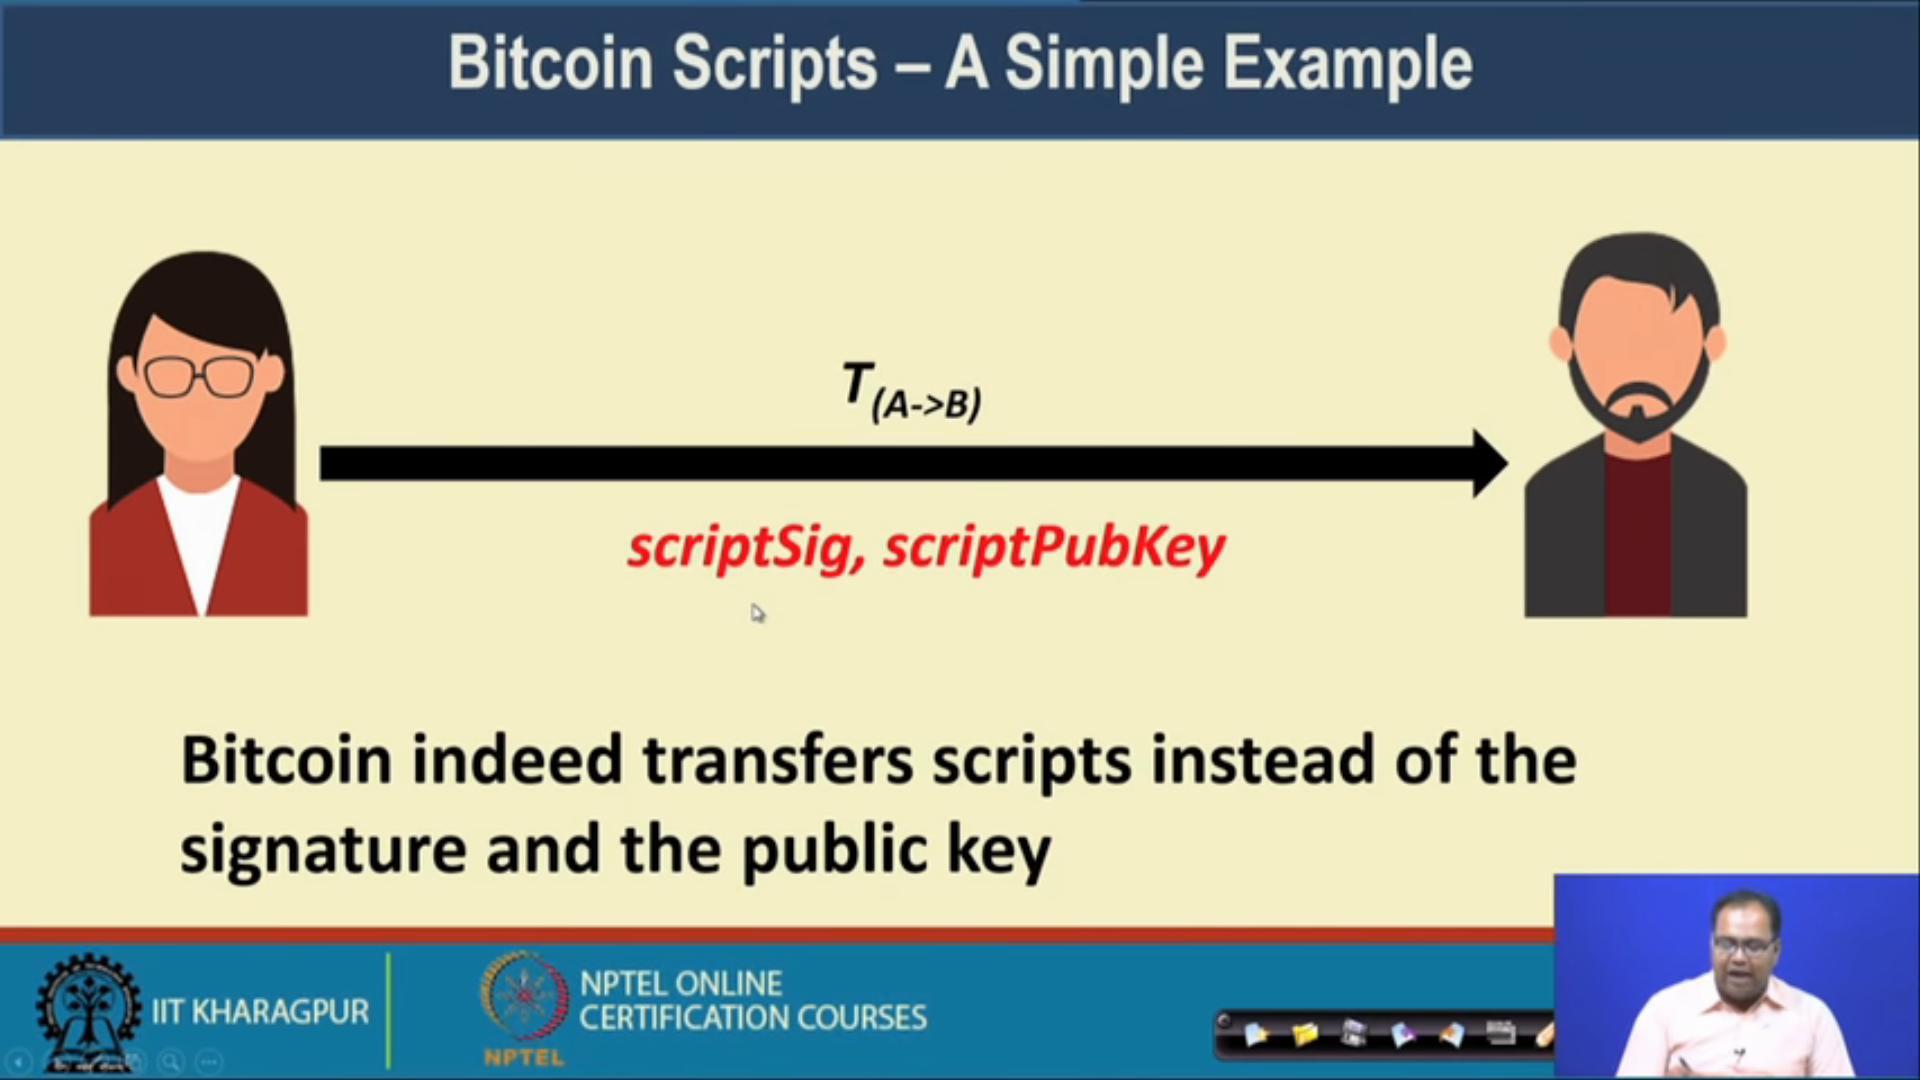 Bitcoin Scripts – A Simple Example
T(A->B)
scriptSig, scriptPubKey
Bitcoin indeed transfers scripts instead of the
signature and the public key
IIT KHARAGPUR
NPTEL
NPTEL ONLINE
CERTIFICATION COURSES